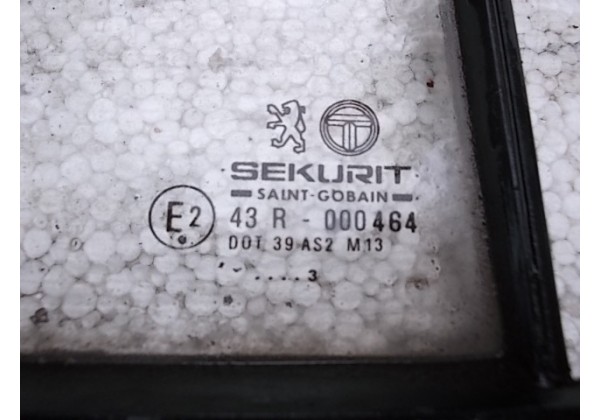 SEKURIT
SAINT-GOBAIN
E2 43 R - 000464
DOT 39 AS2 M13
.....3